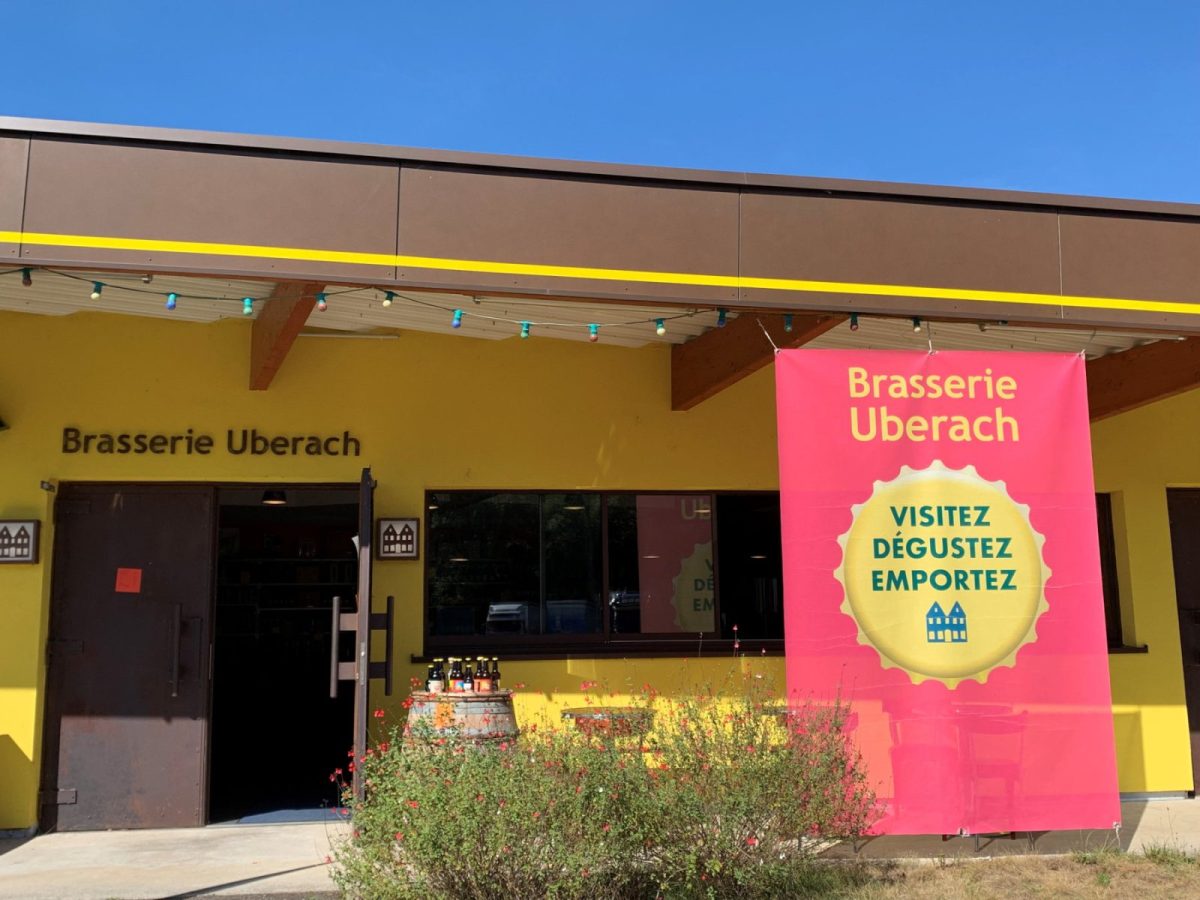 Brasserie Uberach
Brasserie
Uberach
VISITEZ
DÉGUSTEZ
EMPORTEZ